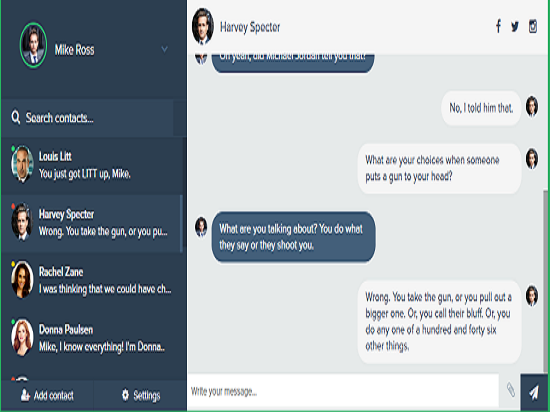 Mike Ross
Search contacts...
Louis Litt
You just got LITT up, Mike.
Harvey Specter
Wrong. You take the gun, or you pu...
Rachel Zane
I was thinking that we could have ch...
Donna Paulsen
Mike, I know everything! I'm Donna..
Add contact
Settings
Harvey Specter
Oh yeah, did Michael Jordan tell you that?
No, I told him that.
What are your choices when someone
puts a gun to your head?
What are you talking about? You do what
they say or they shoot you.
Wrong. You take the gun, or you pull out a
bigger one. Or, you call their bluff. Or, you
do any one of a hundred and forty six
other things.
Write your message...